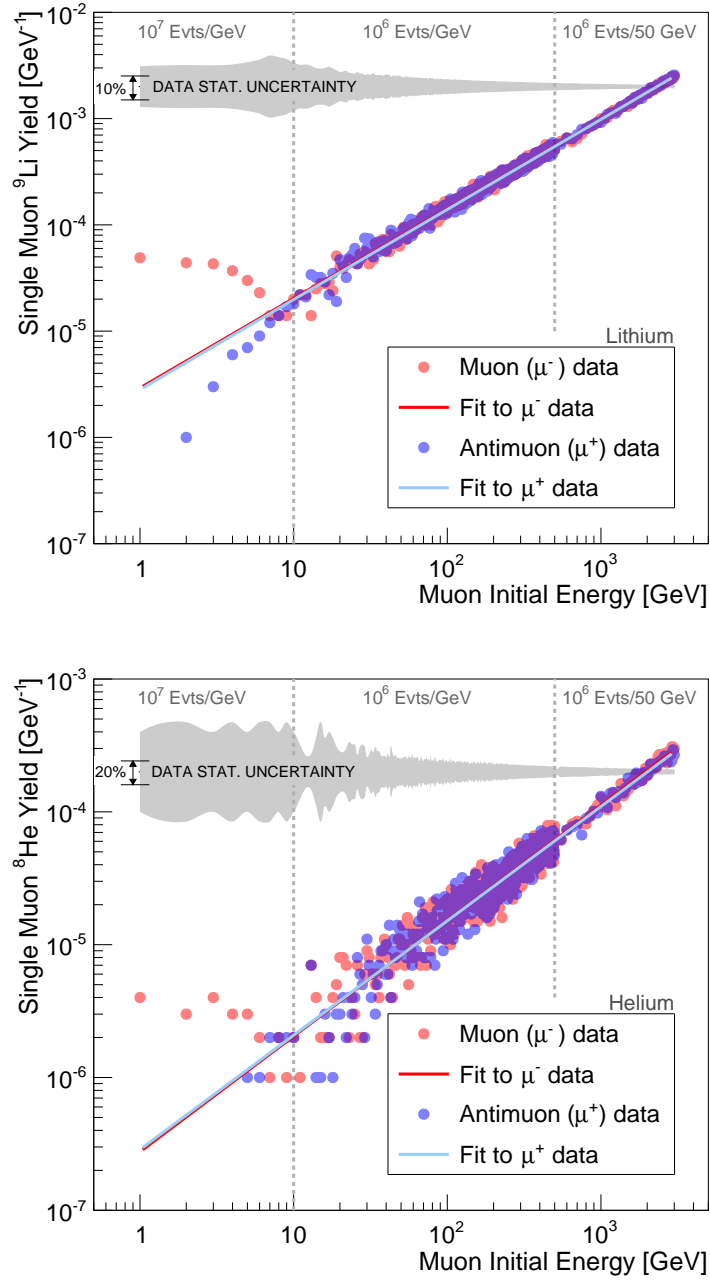 10⁷ Evts/GeV 10⁶ Evts/GeV 10⁶ Evts/50 GeV
10% DATA STAT. UNCERTAINTY
Single Muon ⁹Li Yield [GeV⁻¹]
10⁻²
10⁻³
10⁻⁴
10⁻⁵
10⁻⁶
10⁻⁷
Lithium
Muon (μ⁻) data
Fit to μ⁻ data
Antimuon (μ⁺) data
Fit to μ⁺ data
1 10 10² 10³
Muon Initial Energy [GeV]
10⁷ Evts/GeV 10⁶ Evts/GeV 10⁶ Evts/50 GeV
20% DATA STAT. UNCERTAINTY
Single Muon ⁸He Yield [GeV⁻¹]
10⁻³
10⁻⁴
10⁻⁵
10⁻⁶
10⁻⁷
Helium
Muon (μ⁻) data
Fit to μ⁻ data
Antimuon (μ⁺) data
Fit to μ⁺ data
1 10 10² 10³
Muon Initial Energy [GeV]